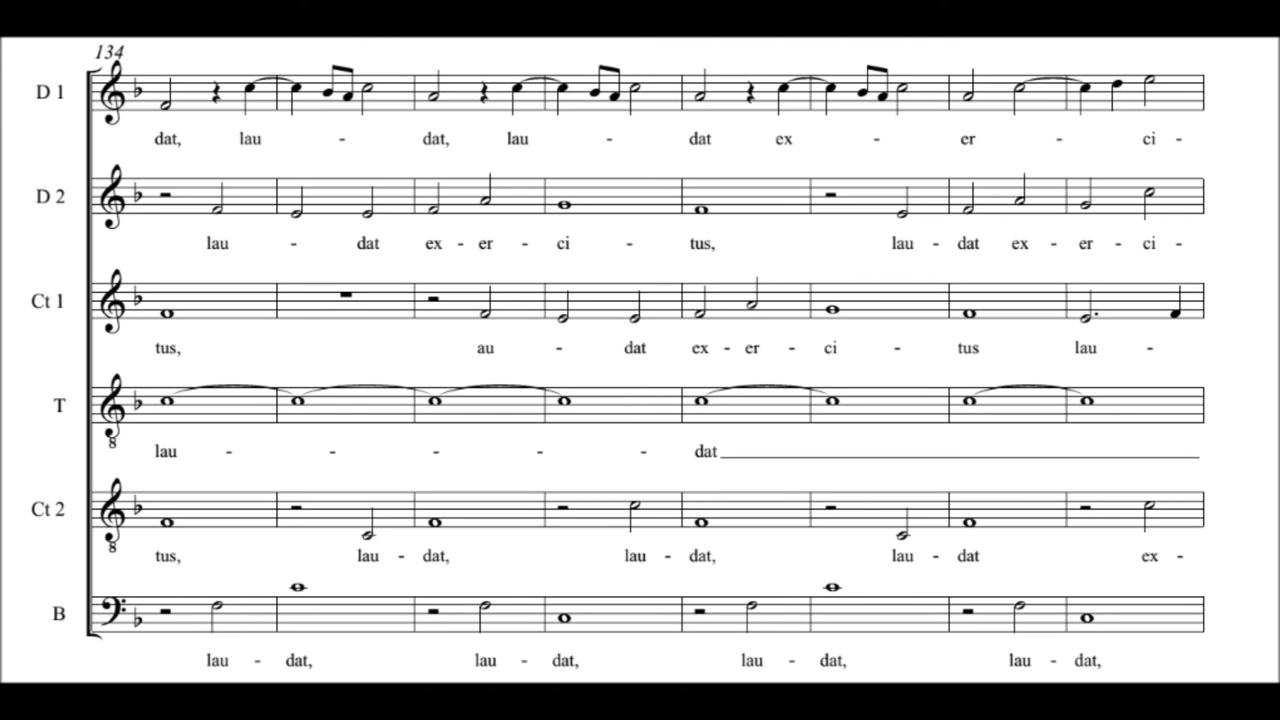 134
D 1
dat, lau - dat, lau - dat ex - er - ci -
D 2
lau - dat ex - er - ci - tus, lau - dat ex - er - ci -
Ct 1
tus, au - dat ex - er - ci - tus lau -
T
lau - - - - - dat
Ct 2
tus, lau - dat, lau - dat, lau - dat ex -
B
lau - dat, lau - dat, lau - dat, lau - dat,